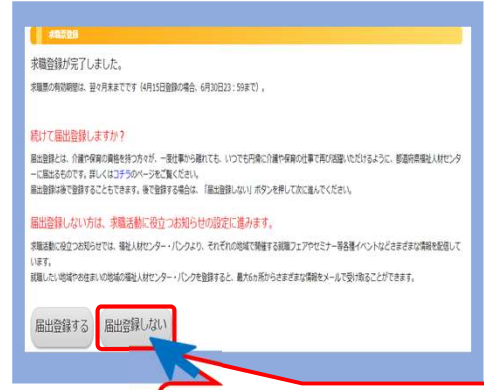 求職票登録
求職登録が完了しました。
求職票の有効期間は、翌々月末までです（4月15日登録の場合、6月30日23：59まで）。
続けて届出登録しますか？
届出登録とは、介護や保育の資格を持つ方々が、一度仕事から離れても、いつでも円滑に介護や保育の仕事で再び活躍いただけるように、都道府県福祉人材センタ
ーに届出るものです。詳しくはコチラのページをご覧ください。
届出登録は後で登録することもできます。後で登録する場合は、「届出登録しない」ボタンを押して次に進んでください。
届出登録しない方は、求職活動に役立つお知らせの設定に進みます。
求職活動に役立つお知らせでは、福祉人材センター・バンクより、それぞれの地域で開催する就職フェアやセミナー等各種イベントなどさまざまな情報を配信して
います。
就職したい地域やお住まいの地域の福祉人材センター・バンクを登録すると、最大6ヵ所からさまざまな情報をメールで受け取ることができます。
届出登録する
届出登録しない